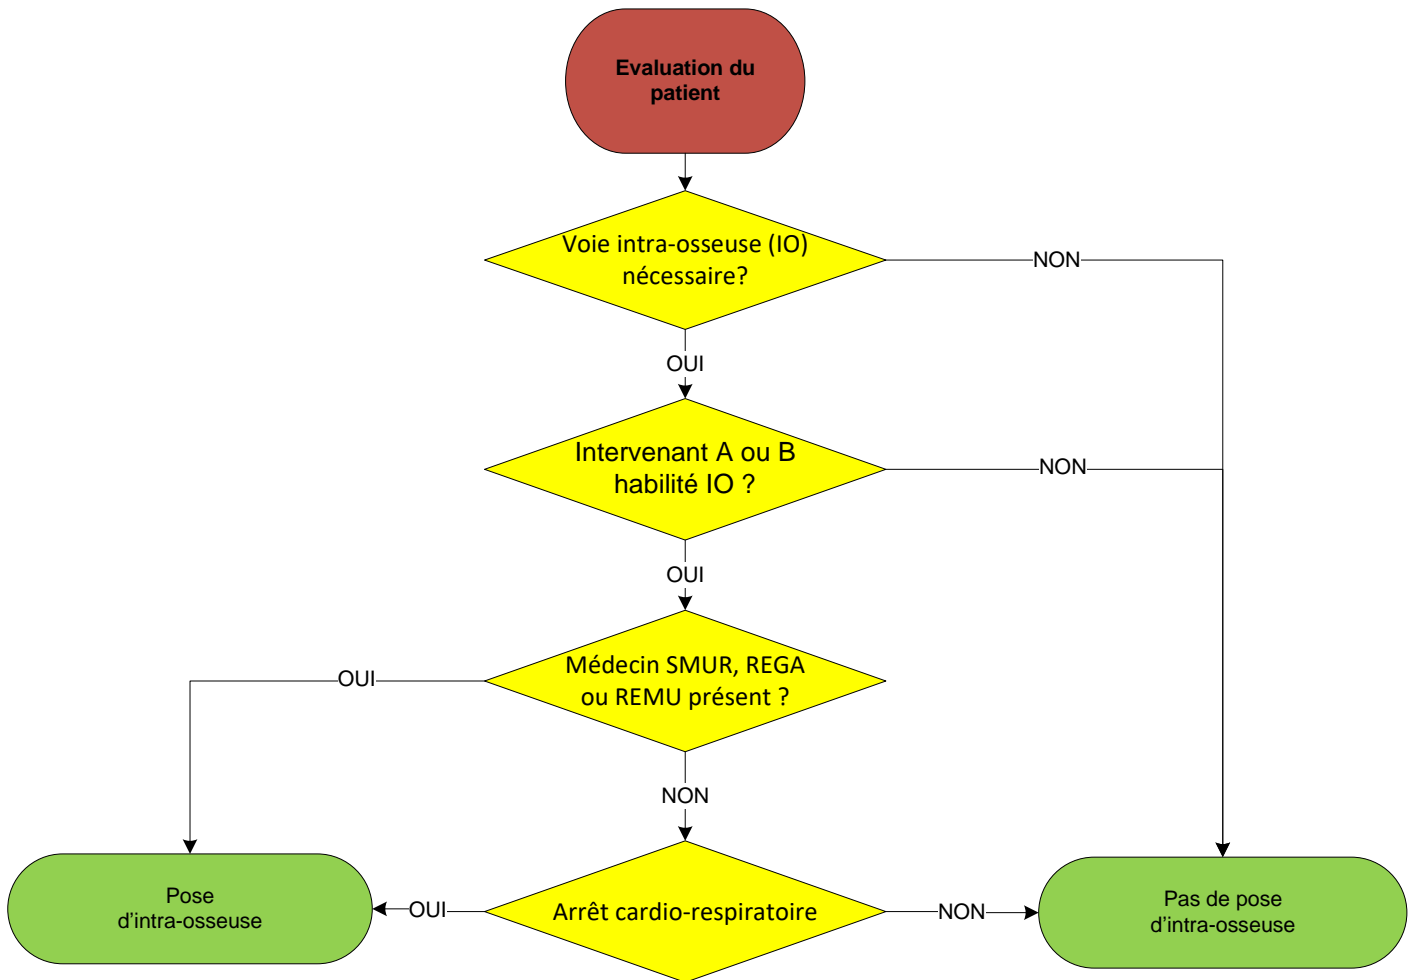 Evaluation du
patient
Voie intra-osseuse (IO)
nécessaire?
NON
OUI
Intervenant A ou B
habilité IO ?
NON
OUI
Médecin SMUR, REGA
ou REMU présent ?
OUI
NON
Pose
d'intra-osseuse
OUI
Arrêt cardio-respiratoire
NON
Pas de pose
d'intra-osseuse